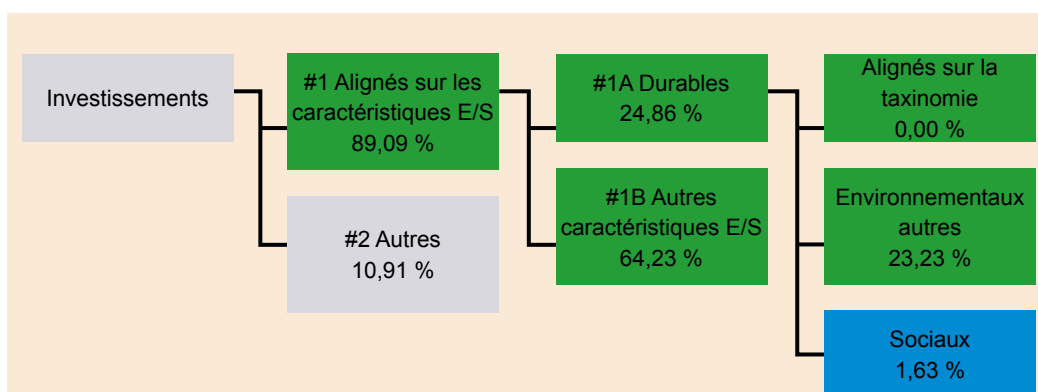 Investissements
#1 Alignés sur les
caractéristiques E/S
89,09 %
#2 Autres
10,91 %
#1A Durables
24,86 %
#1B Autres
caractéristiques E/S
64,23 %
Alignés sur la
taxinomie
0,00 %
Environnementaux
autres
23,23 %
Sociaux
1,63 %